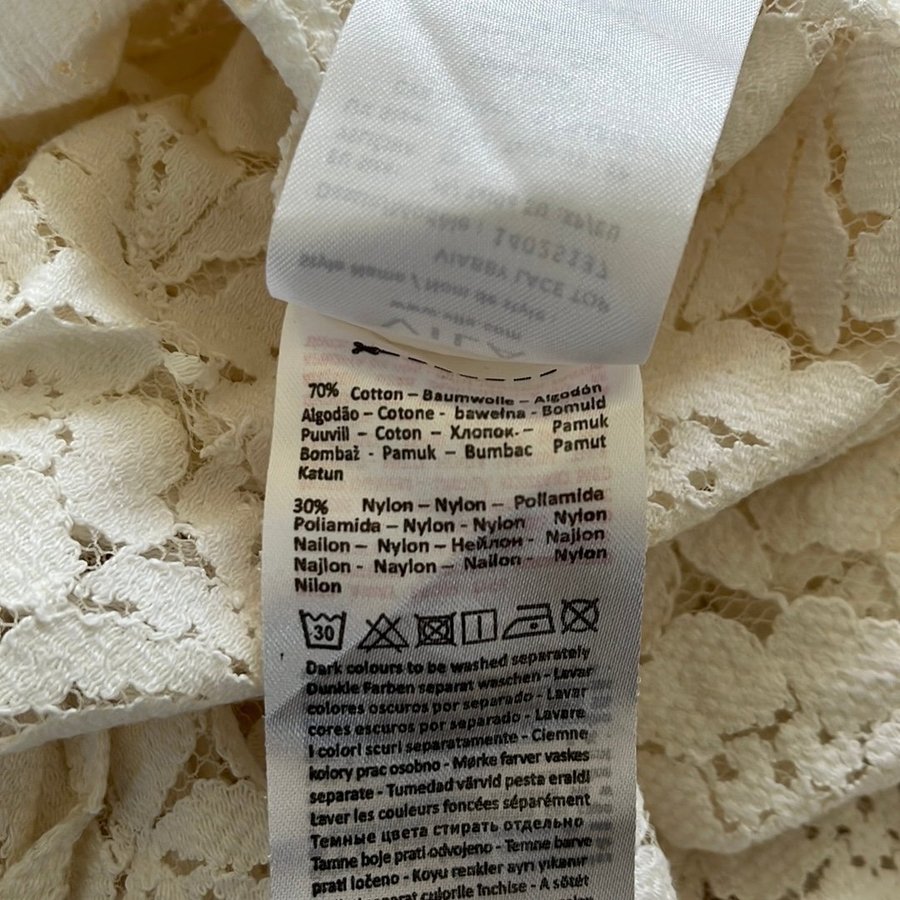 70% Cotton – Baumwolle – Algodón
Algodão – Cotone - bawełna - Bomuld
Puuvill – Coton – Хлопок. – Pamuk
Bombaž - Pamuk – Bumbac Pamut
Katun
30% Nylon – Nylon – Poliamida
Poliamida – Nylon - Nylon Nylon
Nailon – Nylon – Нейлон - Najlon
Najlon - Naylon – Nailon - Nylon
Nilon
30
Dark colours to be washed separately
Dunkle Farben separat waschen - Lavar
colores oscuros por separado - Lavar
cores escuros por separado - Lavare
I colori scuri separatamente - Ciemne
kolory prac osobno - Mørke farver vaskes
separate - Tumedad värvid pesta eraldi
Laver les couleurs foncées séparément
Темные цвета стирать отдельно
Tamne boje prati odvojeno - Temne barve
prati ločeno - Koyu renkler ayrı yıkanır
separat culorile închise - A sötét